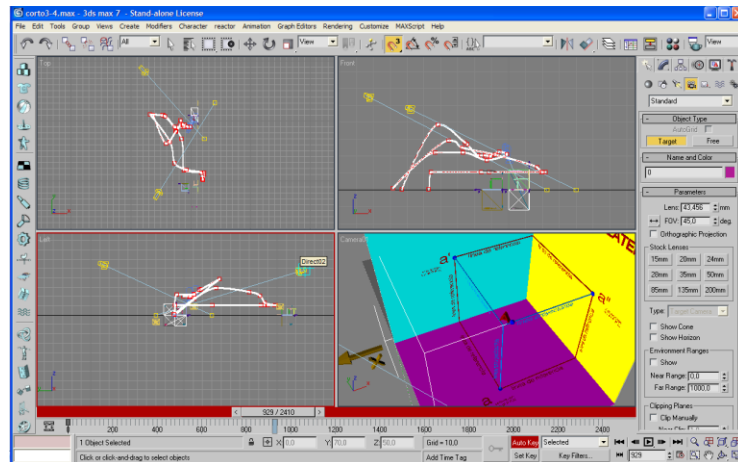 corto3-4.max - 3ds max 7 - Stand-alone License
File Edit Tools Group Views Create Modifiers Character reactor Animation Graph Editors Rendering Customize MAXScript Help
All
View
View
Top
Front
Left
Direct02
a'
a''
a
X
Standard
Object Type
AutoGrid
Target Free
Name and Color
0
Parameters
Lens: 43,456 mm
FOV: 45,0 deg
Orthographic Projection
Stock Lenses
15mm 20mm 24mm
28mm 35mm 50mm
85mm 135mm 200mm
Type: Target Camera
Show Cone
Show Horizon
Environment Ranges
Show
Near Range: 0,0
Far Range: 1000,0
Clipping Planes
Clip Manually
929 / 2410
200 400 600 800 1000 1200 1400 1600 1800 2000 2200 2400
1 Object Selected
X: 0,0 Y: 70,0 Z: 50,0
Grid = 10,0
Auto Key Selected
Click or click-and-drag to select objects
Add Time Tag
Set Key Key Filters...
929